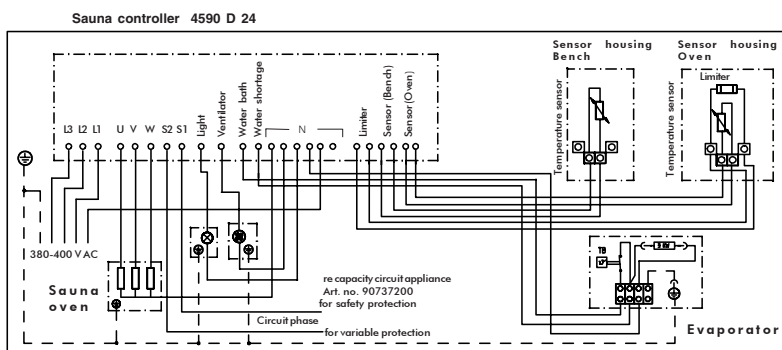 Sauna controller 4590 D 24
Sensor housing
Bench
Sensor housing
Oven
Limiter
Temperature sensor
Temperature sensor
L3 L2 L1 U V W S2 S1 Light Ventilator Water bath Water shortage N Limiter Sensor (Bench) Sensor(Oven)
380-400 V AC
Sauna
oven
re capacity circuit appliance
Art. no. 90737200
for safety protection
Circuit phase
for variable protection
TB
Evaporator